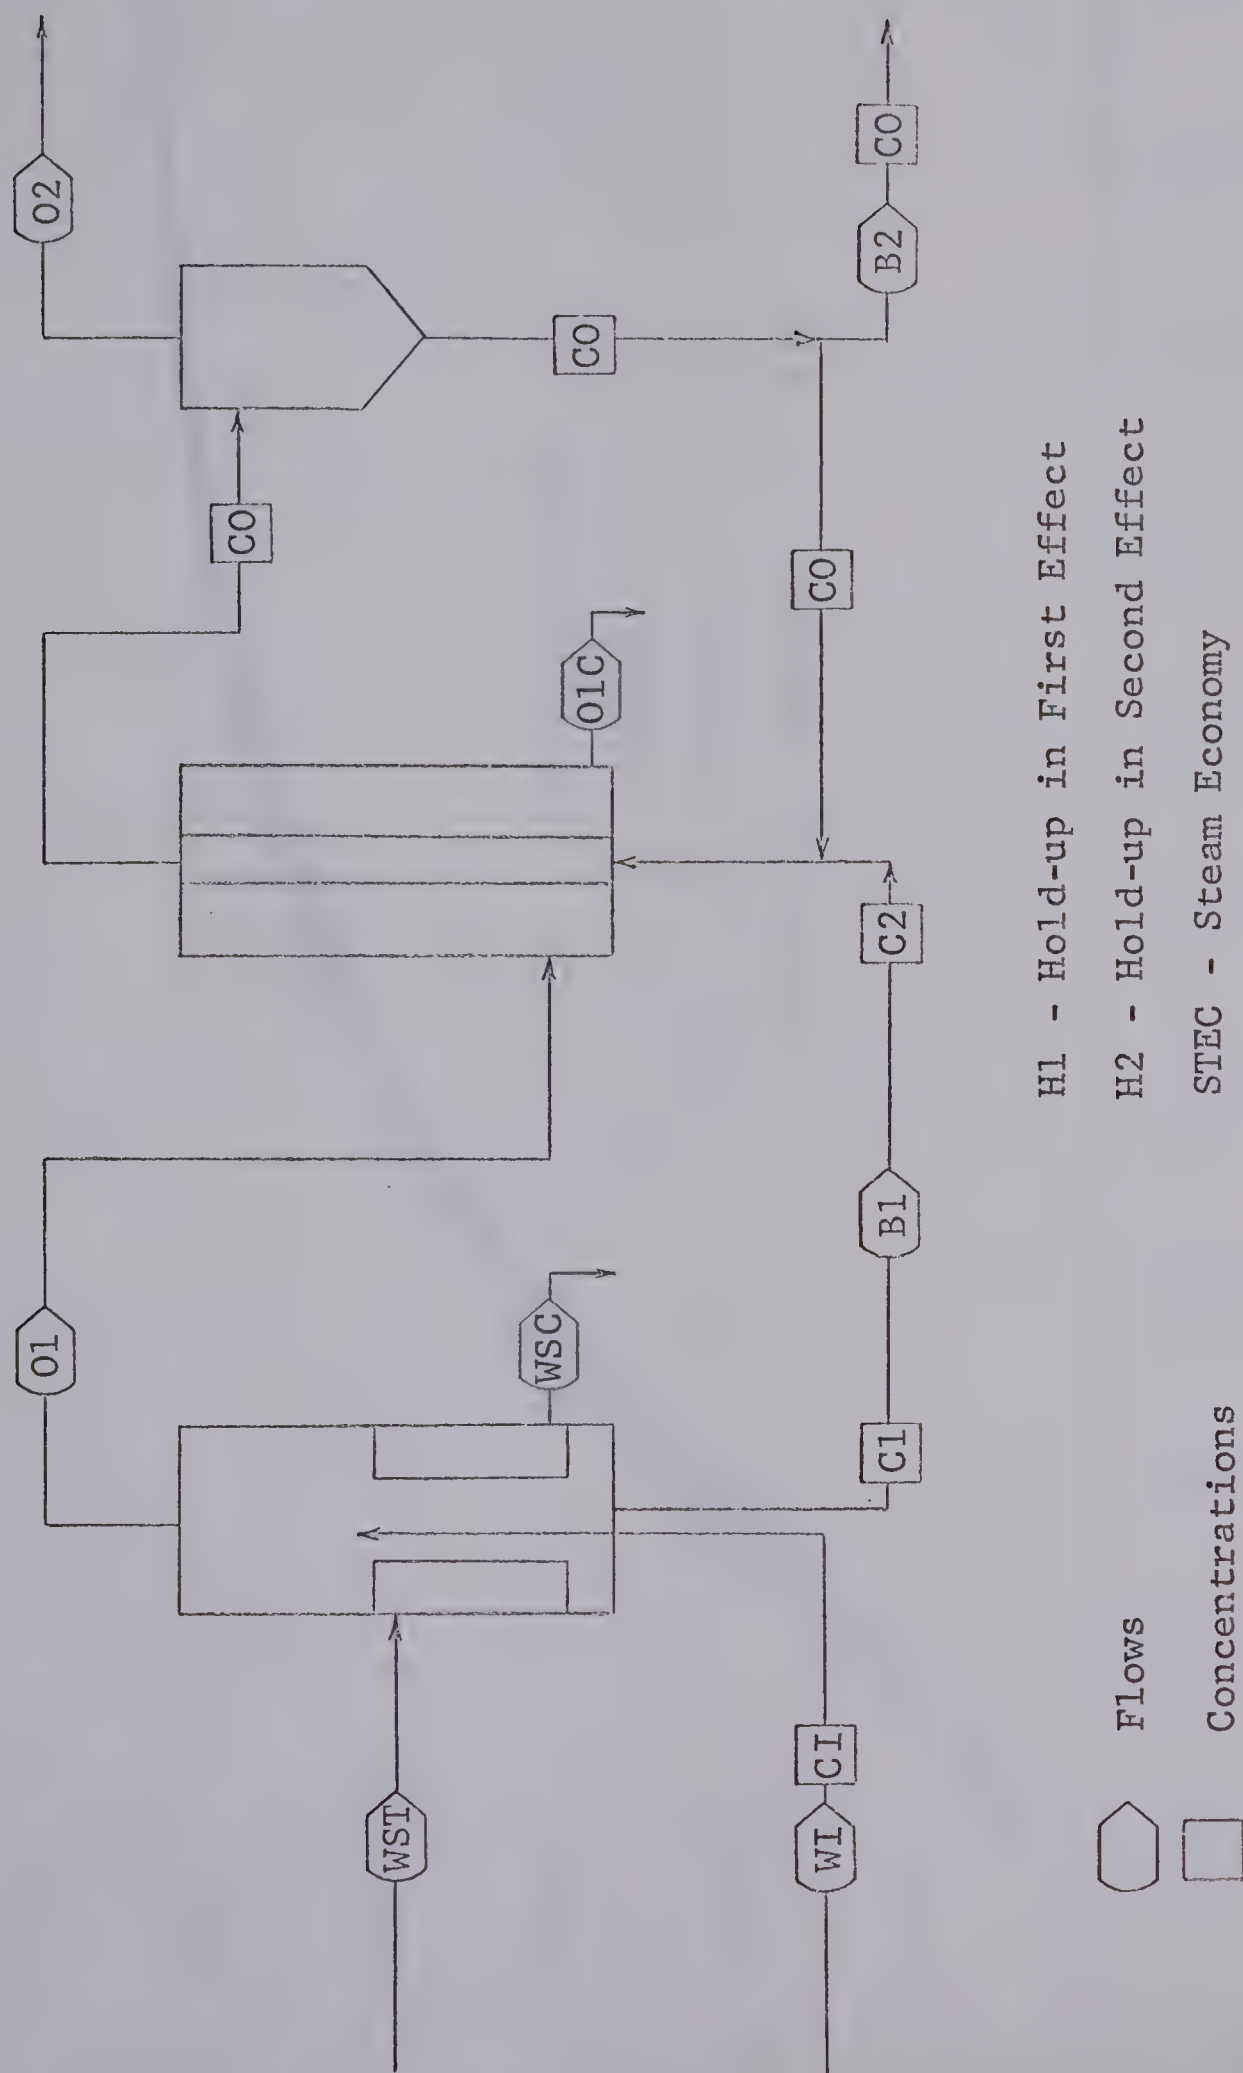 O1
O2
CO
WST
WSC
O1C
CO
CO
WI
CI
C1
B1
C2
B2
CO
H1 - Hold-up in First Effect
H2 - Hold-up in Second Effect
STEC - Steam Economy
Flows
Concentrations